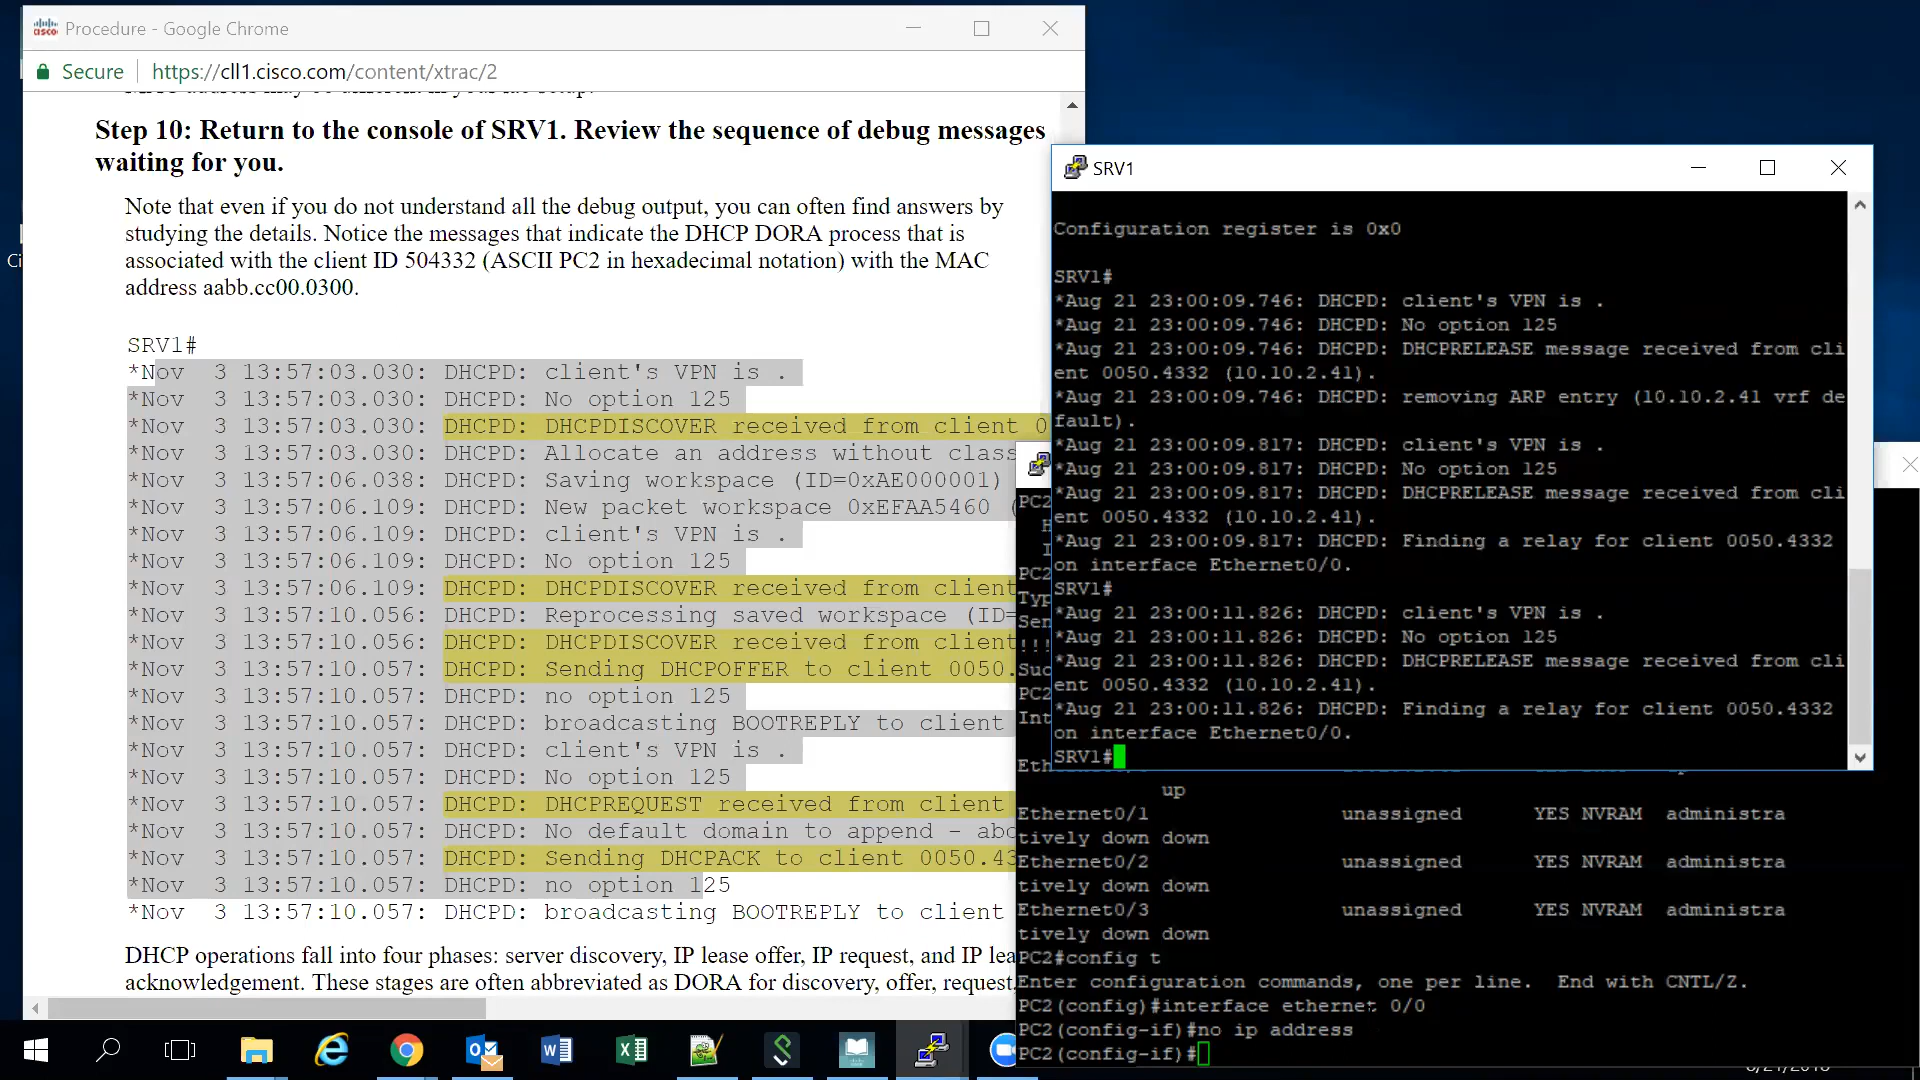 Procedure - Google Chrome
Secure
https://cll1.cisco.com/content/xtrac/2
Step 10: Return to the console of SRV1. Review the sequence of debug messages
waiting for you.
Note that even if you do not understand all the debug output, you can often find answers by
studying the details. Notice the messages that indicate the DHCP DORA process that is
associated with the client ID 504332 (ASCII PC2 in hexadecimal notation) with the MAC
address aabb.cc00.0300.
SRV1#
*Nov  3 13:57:03.030: DHCPD: client's VPN is .
*Nov  3 13:57:03.030: DHCPD: No option 125
*Nov  3 13:57:03.030: DHCPD: DHCPDISCOVER received from client 0
*Nov  3 13:57:03.030: DHCPD: Allocate an address without class
*Nov  3 13:57:06.038: DHCPD: Saving workspace (ID=0xAE000001)
*Nov  3 13:57:06.109: DHCPD: New packet workspace 0xEFAA5460 (
*Nov  3 13:57:06.109: DHCPD: client's VPN is .
*Nov  3 13:57:06.109: DHCPD: No option 125
*Nov  3 13:57:06.109: DHCPD: DHCPDISCOVER received from client
*Nov  3 13:57:10.056: DHCPD: Reprocessing saved workspace (ID=
*Nov  3 13:57:10.056: DHCPD: DHCPDISCOVER received from client
*Nov  3 13:57:10.057: DHCPD: Sending DHCPOFFER to client 0050.
*Nov  3 13:57:10.057: DHCPD: no option 125
*Nov  3 13:57:10.057: DHCPD: broadcasting BOOTREPLY to client
*Nov  3 13:57:10.057: DHCPD: client's VPN is .
*Nov  3 13:57:10.057: DHCPD: No option 125
*Nov  3 13:57:10.057: DHCPD: DHCPREQUEST received from client
*Nov  3 13:57:10.057: DHCPD: No default domain to append - abo
*Nov  3 13:57:10.057: DHCPD: Sending DHCPACK to client 0050.43
*Nov  3 13:57:10.057: DHCPD: no option 125
*Nov  3 13:57:10.057: DHCPD: broadcasting BOOTREPLY to client
DHCP operations fall into four phases: server discovery, IP lease offer, IP request, and IP lea
acknowledgement. These stages are often abbreviated as DORA for discovery, offer, request,
Ci
SRV1
Configuration register is 0x0
SRV1#
*Aug 21 23:00:09.746: DHCPD: client's VPN is .
*Aug 21 23:00:09.746: DHCPD: No option 125
*Aug 21 23:00:09.746: DHCPD: DHCPRELEASE message received from cli
ent 0050.4332 (10.10.2.41).
*Aug 21 23:00:09.746: DHCPD: removing ARP entry (10.10.2.41 vrf de
fault).
*Aug 21 23:00:09.817: DHCPD: client's VPN is .
*Aug 21 23:00:09.817: DHCPD: No option 125
*Aug 21 23:00:09.817: DHCPD: DHCPRELEASE message received from cli
ent 0050.4332 (10.10.2.41).
*Aug 21 23:00:09.817: DHCPD: Finding a relay for client 0050.4332
on interface Ethernet0/0.
SRV1#
*Aug 21 23:00:11.826: DHCPD: client's VPN is .
*Aug 21 23:00:11.826: DHCPD: No option 125
*Aug 21 23:00:11.826: DHCPD: DHCPRELEASE message received from cli
ent 0050.4332 (10.10.2.41).
*Aug 21 23:00:11.826: DHCPD: Finding a relay for client 0050.4332
on interface Ethernet0/0.
SRV1#
PC2
PC2
Typ
Sen
!!!
Suc
PC2
Int
up
Ethernet0/1 unassigned YES NVRAM administra
tively down down
Ethernet0/2 unassigned YES NVRAM administra
tively down down
Ethernet0/3 unassigned YES NVRAM administra
tively down down
PC2#config t
Enter configuration commands, one per line.  End with CNTL/Z.
PC2(config)#interface ethernet 0/0
PC2(config-if)#no ip address
PC2(config-if)#